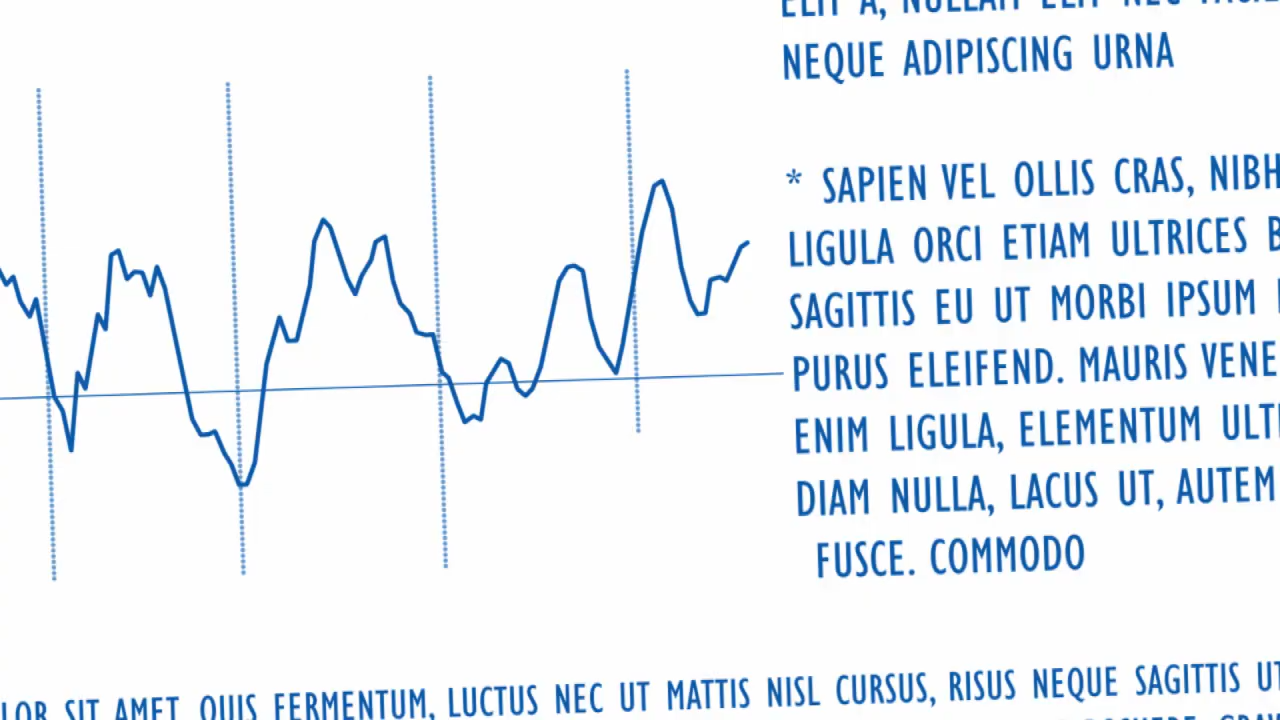 NEQUE ADIPISCING URNA
* SAPIEN VEL OLLIS CRAS, NIBH
LIGULA ORCI ETIAM ULTRICES
SAGITTIS EU UT MORBI IPSUM
PURUS ELEIFEND. MAURIS
ENIM LIGULA, ELEMENTUM
DIAM NULLA, LACUS UT, AUTEM
FUSCE. COMMODO
SIT AMET QUIS FERMENTUM, LUCTUS NEC UT MATTIS NISL CURSUS, RISUS NEQUE SAGITTIS